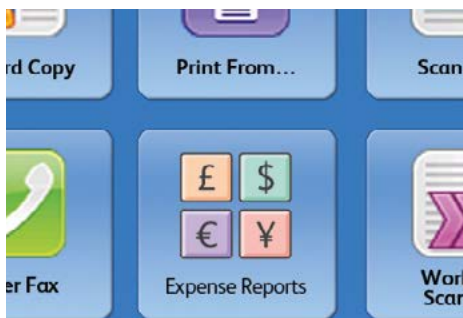 rd Copy
Print From...
Scan
£ $
€ ¥
er Fax
Expense Reports
Work
Scan